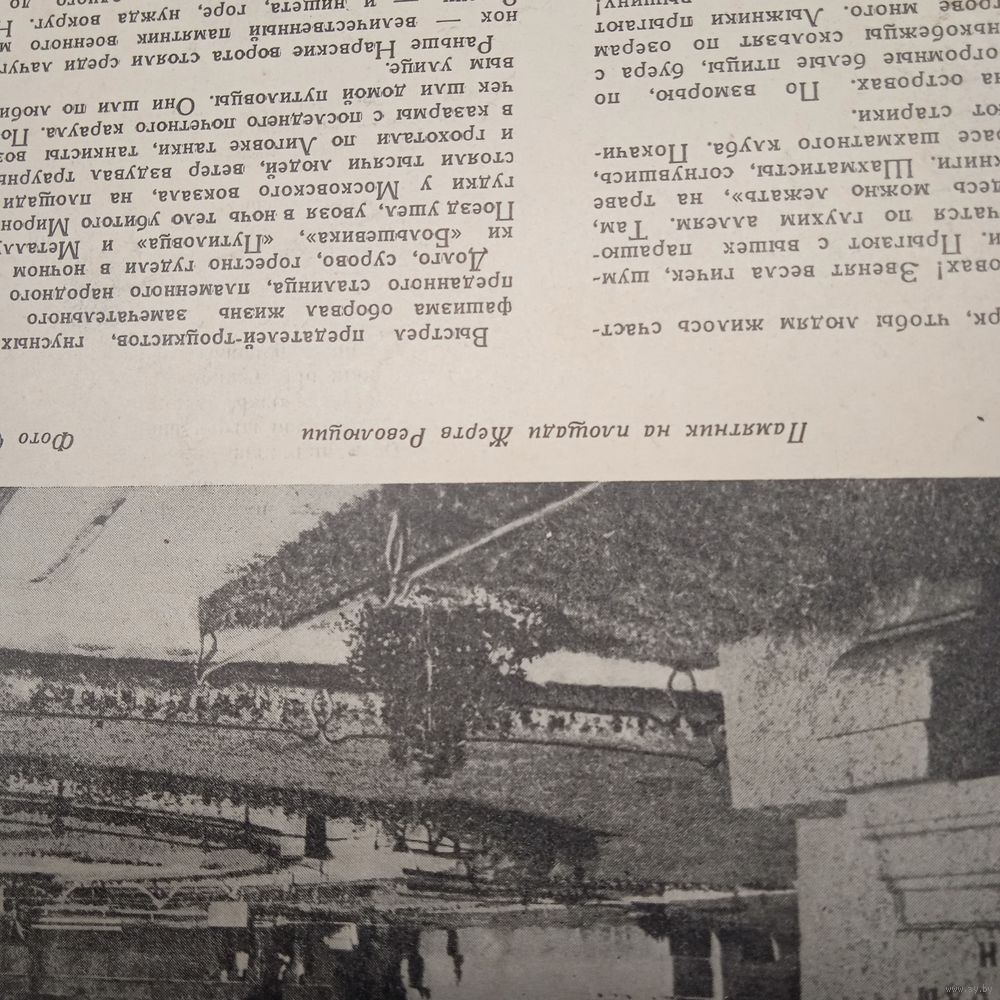 Н
Памятник на площади Жертв Революции
Фото
рк, чтобы людям жилось счаст-
овах! Звенят весла гичек, шум-
и. Прыгают с вышек парашю-
чатся по глухим аллеям. Там,
десь можно лежать», на траве
книги. Шахматисты, согнувшись,
расе шахматного клуба. Покачи-
ют старики.
на островах. По взморью, по
огромные белые птицы, буера с
нькобежцы скользят по озерам
грове много. Лыжники прыгают
Выстрел предателей-троцкистов, гнусных
фашизма оборвал жизнь замечательного
преданного сталинца, пламенного народного
Долго, сурово, горестно гудели в ночном
ки «Большевика», «Путиловца» и Металл
Поезд ушел, увозя в ночь тело убитого Мирон
гудки у Московского вокзала, на площади
стояли тысячи людей, ветер вздувал траурны
и грохотали по Лиговке танки, танкисты воз
в казармы с последнего почетного караула. По
чек шли домой путиловцы. Они шли по люби
вым улице.
Раньше Нарвские ворота стояли среди лачуг
нок — величественный памятник военного м
— и нищета, горе, нужда вокруг. Н
www.ay.by